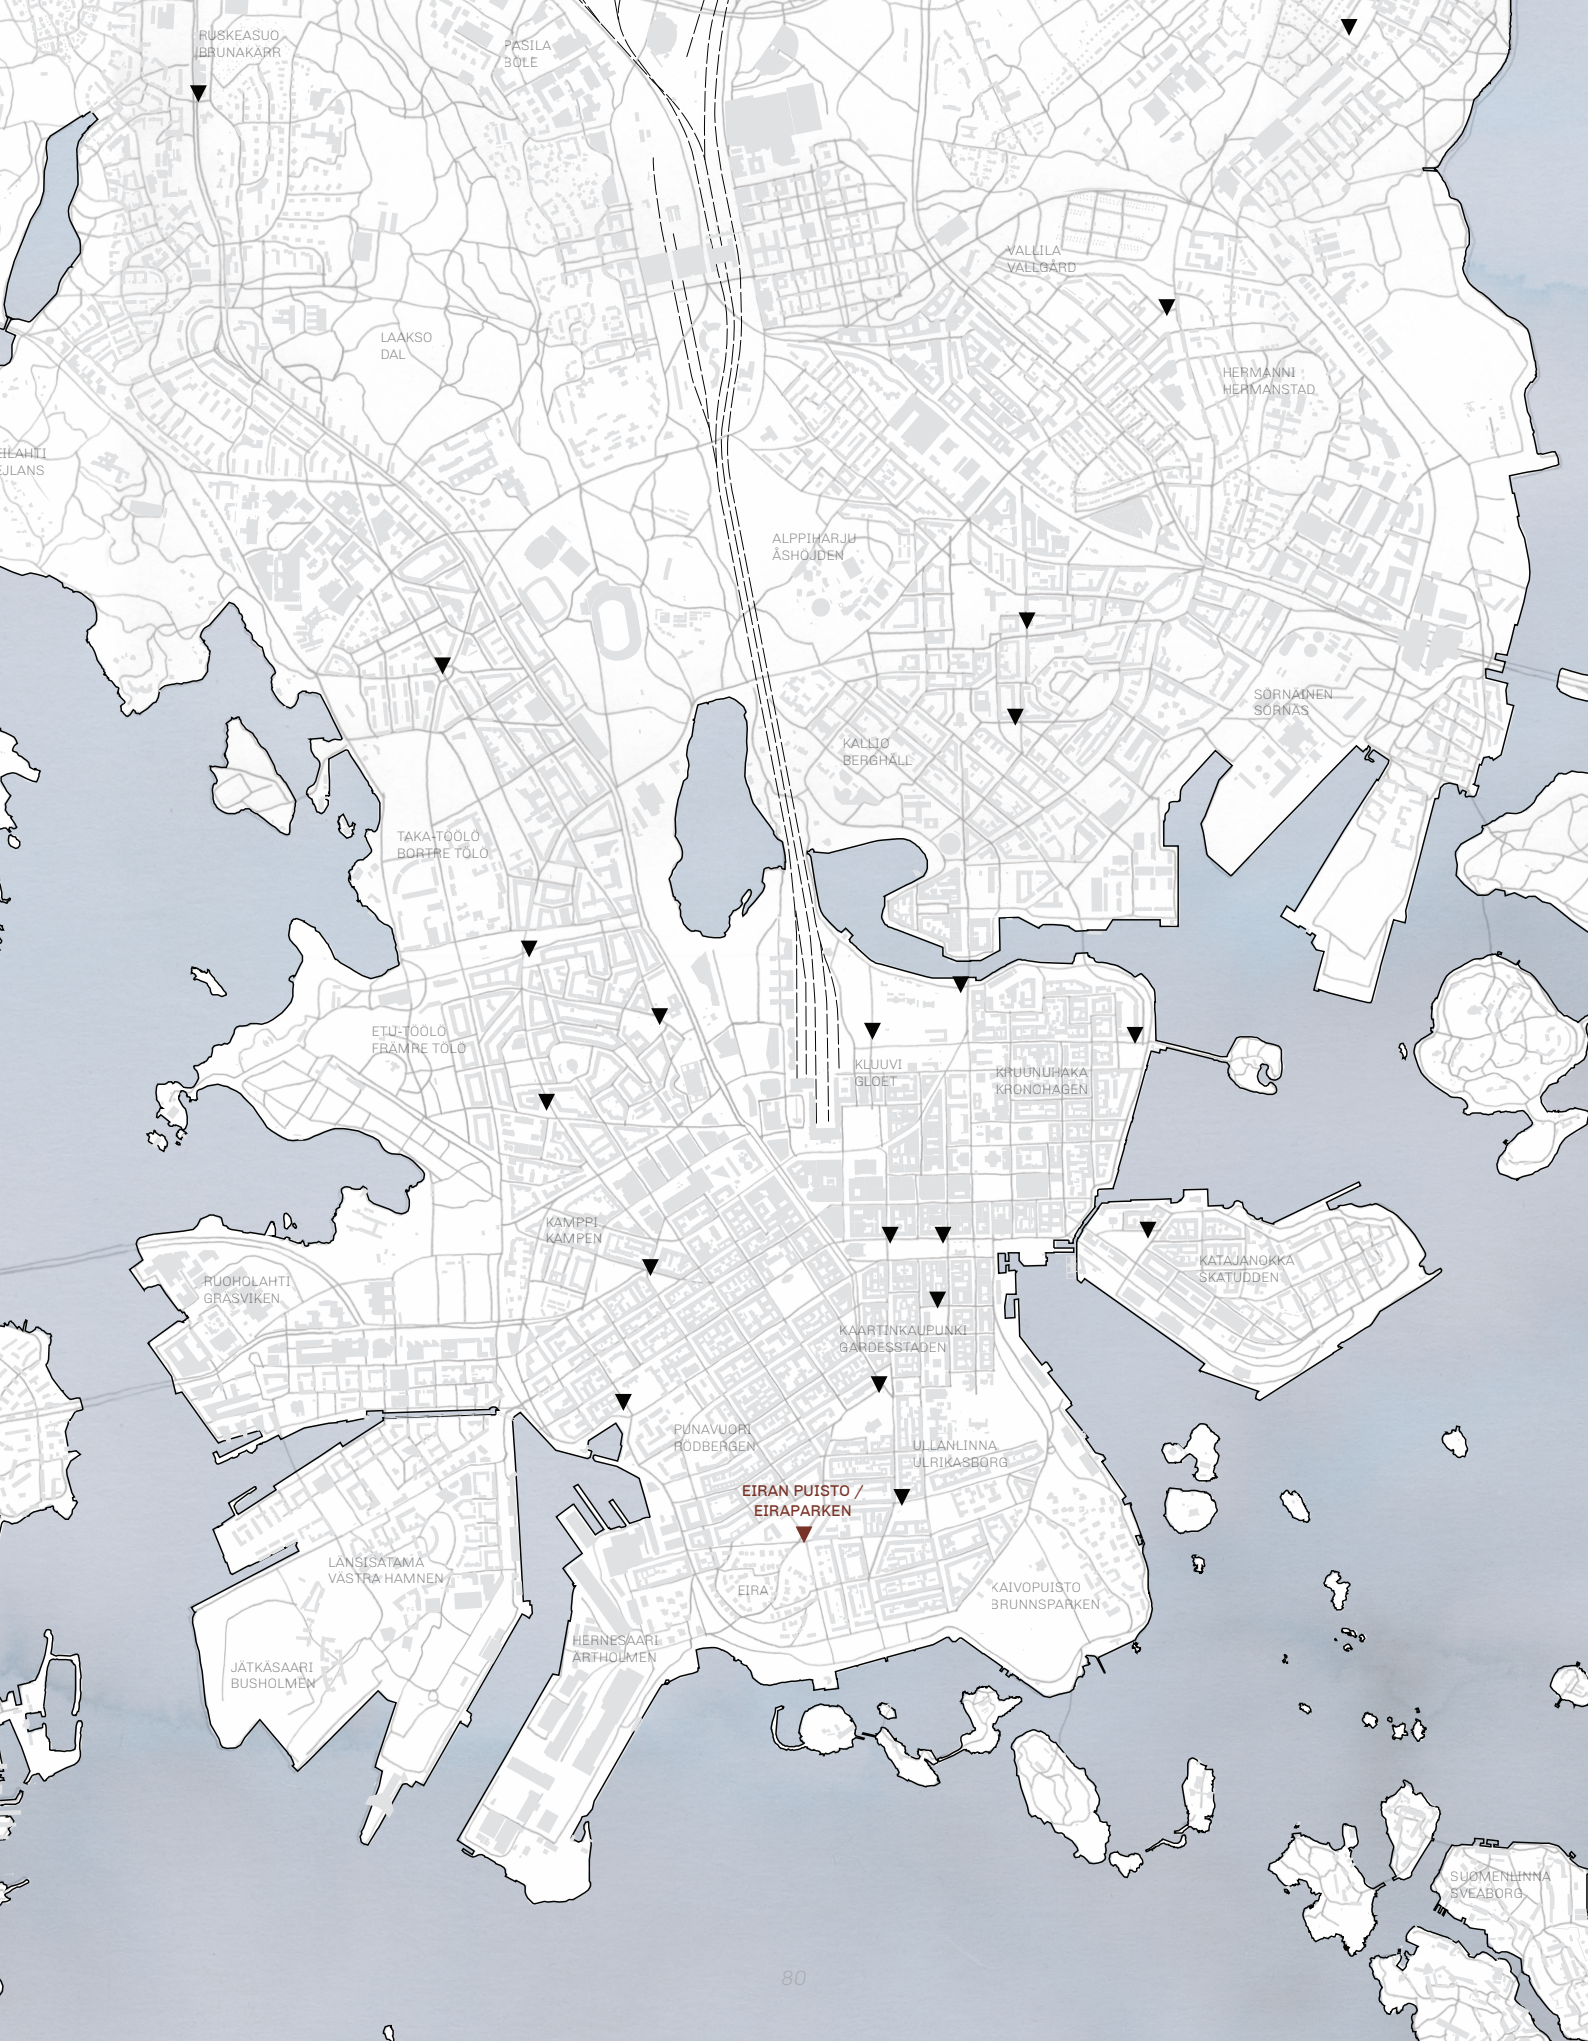 RUSKEASUO
BRUNAKÄRR
PASILA
BÖLE
VALLILA
VALLGÅRD
LAAKSO
DAL
HERMANNI
HERMANSTAD
EILAHTI
EJLANS
ALPPIHARJU
ÅSHÖJDEN
SÖRNÄINEN
SÖRNÄS
KALLIO
BERGHÄLL
TAKA-TÖÖLÖ
BORTRE TÖLÖ
ETU-TÖÖLÖ
FRÄMRE TÖLÖ
KLUUVI
GLOET
KRUUNUHAKA
KRONOHAGEN
KAMPPI
KAMPEN
KATAJANOKKA
SKATUDDEN
RUOHOLAHTI
GRÄSVIKEN
KAARTINKAUPUNKI
GARDESSTADEN
PUNAVUORI
RÖDBERGEN
ULLANLINNA
ULRIKASBORG
EIRAN PUISTO /
EIRAPARKEN
LÄNSISATAMA
VÄSTRA HAMNEN
EIRA
KAIVOPUISTO
BRUNNSPARKEN
HERNESAARI
ÄRTHOLMEN
JÄTKÄSAARI
BUSHOLMEN
SUOMENLINNA
SVEABORG
80